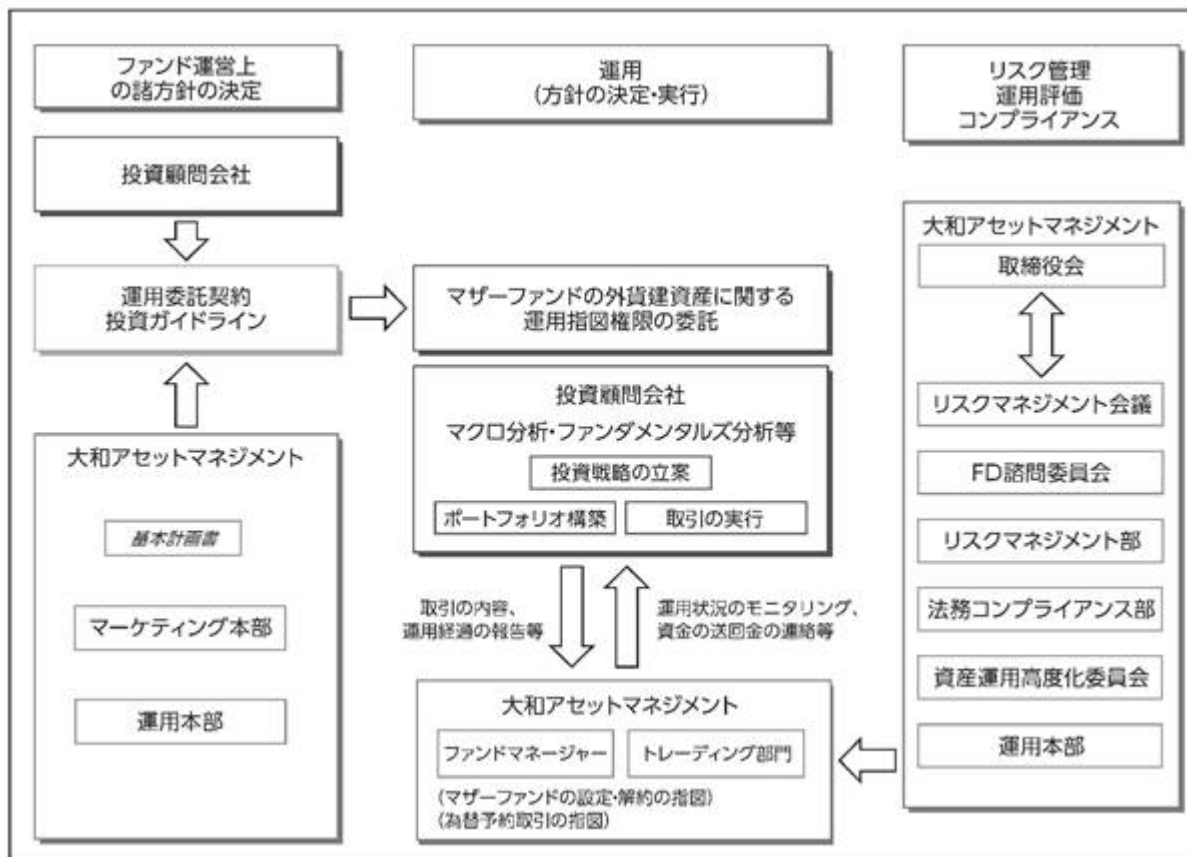 ファンド運営上
の諸方針の決定
投資顧問会社
運用委託契約
投資ガイドライン
大和アセットマネジメント
基本計画書
マーケティング本部
運用本部
運用
(方針の決定・実行)
マザーファンドの外貨建資産に関する
運用指図権限の委託
投資顧問会社
マクロ分析・ファンダメンタルズ分析等
投資戦略の立案
ポートフォリオ構築
取引の実行
取引の内容、
運用経過の報告等
運用状況のモニタリング、
資金の送回金の連絡等
大和アセットマネジメント
ファンドマネージャー
トレーディング部門
(マザーファンドの設定・解約の指図)
(為替予約取引の指図)
リスク管理
運用評価
コンプライアンス
大和アセットマネジメント
取締役会
リスクマネジメント会議
FD諮問委員会
リスクマネジメント部
法務コンプライアンス部
資産運用高度化委員会
運用本部